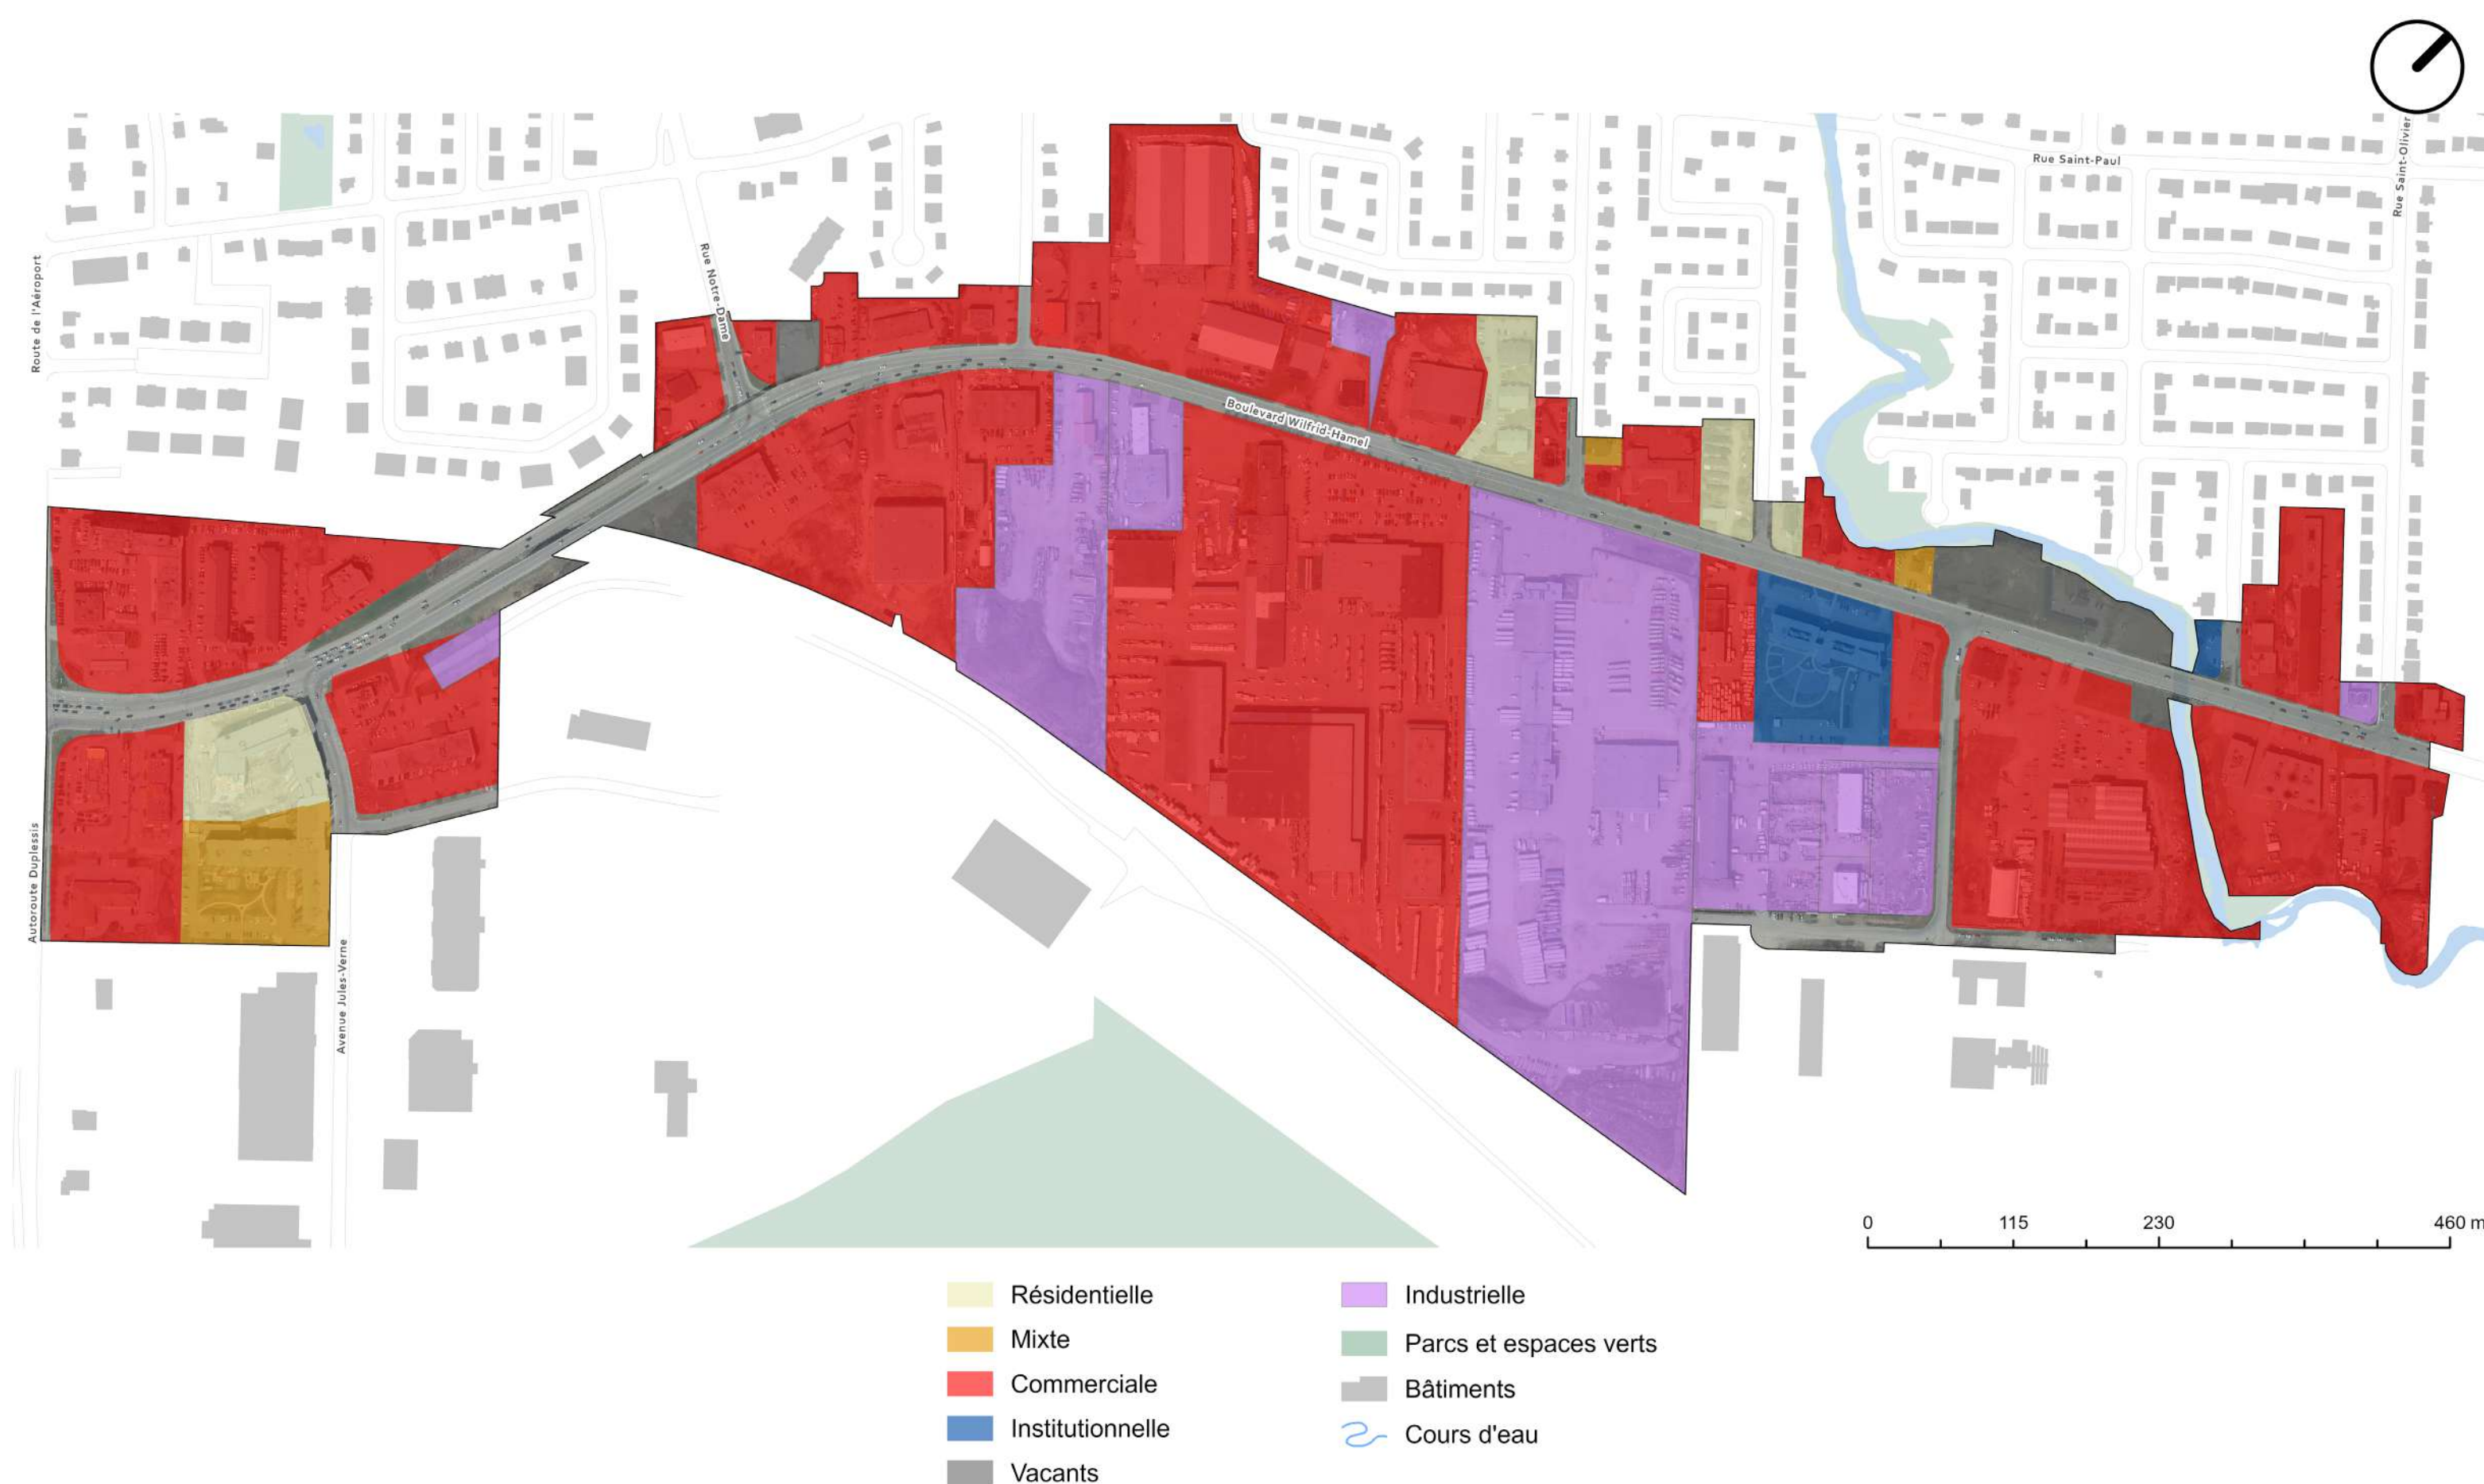 Rue Saint-Olivier
Rue Saint-Paul
Route de l'Aéroport
Rue Notre-Dame
Boulevard Wilfrid-Hamel
Autoroute Duplessis
Avenue Jules-Verne
0 115 230 460 m
Résidentielle
Mixte
Commerciale
Institutionnelle
Vacants
Industrielle
Parcs et espaces verts
Bâtiments
Cours d'eau